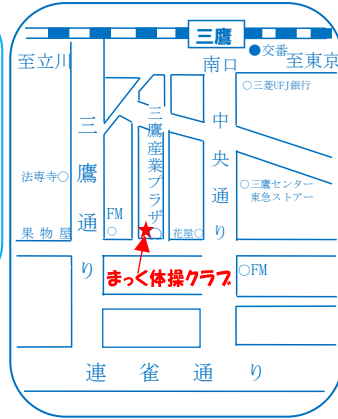 三鷹
●交番
至立川
南口
至東京
○三菱UFJ銀行
三鷹通り
三鷹産業プラザ○
中央通り
法専寺○
○三鷹センター
東急ストアー
FM
○
果物屋
花屋○
★
まっく体操クラブ
○FM
連雀通り